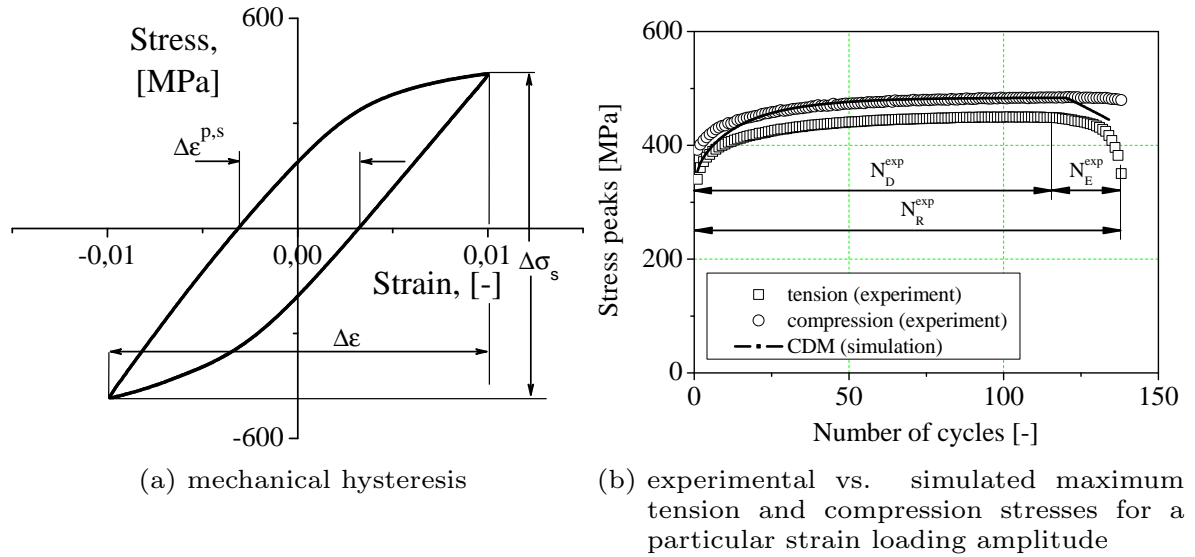 600
Stress,
[MPa]
Δε^p,s
-0,01
0,00
0,01
Strain, [-]
Δσ_s
Δε
-600
(a) mechanical hysteresis
600
400
200
0
Stress peaks [MPa]
N_D^exp
N_E^exp
N_R^exp
tension (experiment)
compression (experiment)
CDM (simulation)
0
50
100
150
Number of cycles [-]
(b) experimental vs. simulated maximum
tension and compression stresses for a
particular strain loading amplitude